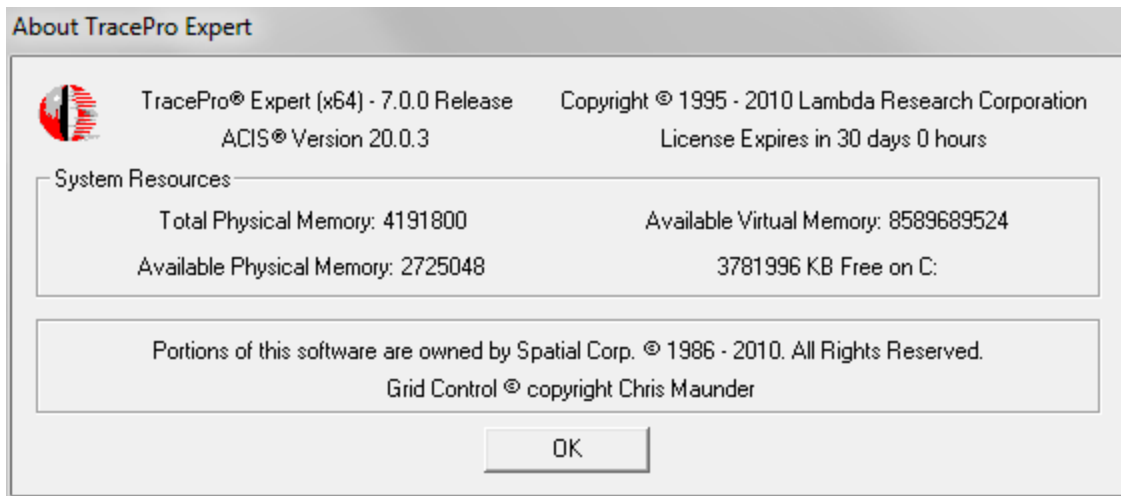 About TracePro Expert
TracePro® Expert (x64) - 7.0.0 Release
ACIS® Version 20.0.3
Copyright © 1995 - 2010 Lambda Research Corporation
License Expires in 30 days 0 hours
System Resources
Total Physical Memory: 4191800
Available Physical Memory: 2725048
Available Virtual Memory: 8589689524
3781996 KB Free on C:
Portions of this software are owned by Spatial Corp. © 1986 - 2010. All Rights Reserved.
Grid Control © copyright Chris Maunder
OK